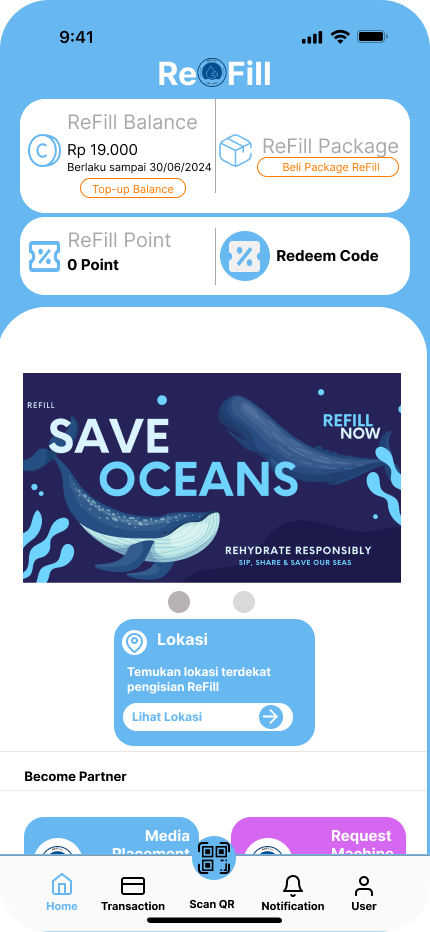 9:41
ReFill
ReFill Balance
Rp 19.000
Berlaku sampai 30/06/2024
Top-up Balance
ReFill Package
Beli Package ReFill
ReFill Point
0 Point
Redeem Code
REFILL
SAVE
OCEANS
REFILL
NOW
REHYDRATE RESPONSIBLY
SIP, SHARE & SAVE OUR SEAS
Lokasi
Temukan lokasi terdekat
pengisian ReFill
Lihat Lokasi
Become Partner
Media
Placement
Request
Machine
Home
Transaction
Scan QR
Notification
User